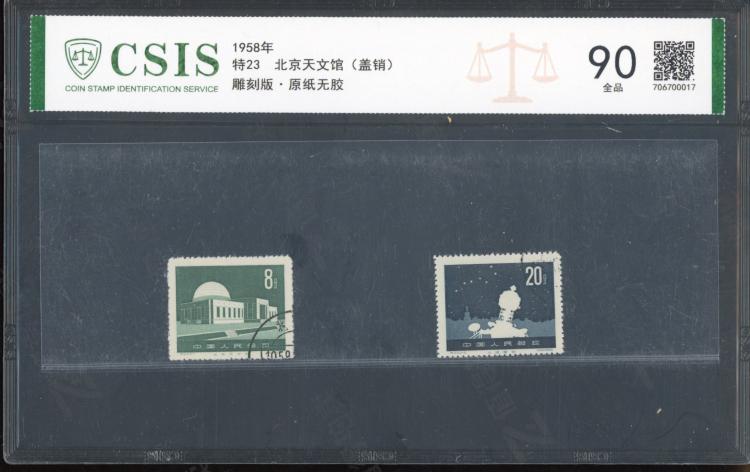 CSIS
COIN STAMP IDENTIFICATION SERVICE
1958年
特23 北京天文馆（盖销）
雕刻版·原纸无胶
90
全品
706700017
8分
中国人民邮政
20分
中国人民邮政